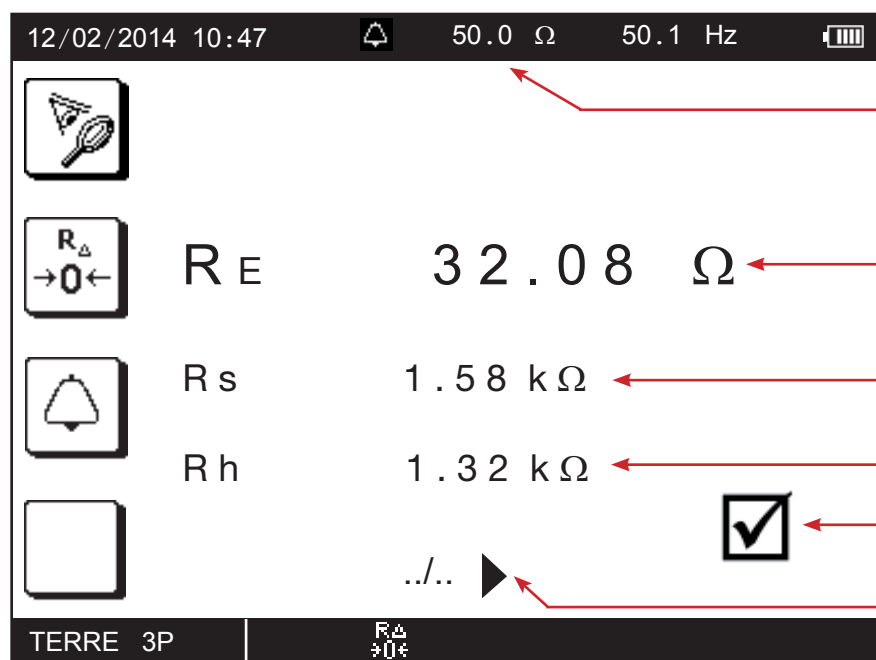 12/02/2014 10:47 50.0 Ω 50.1 Hz
RΔ
→0←
RE 32.08 Ω
Rs 1.58 kΩ
Rh 1.32 kΩ
../.. ▶
TERRE 3P
RΔ
→0←